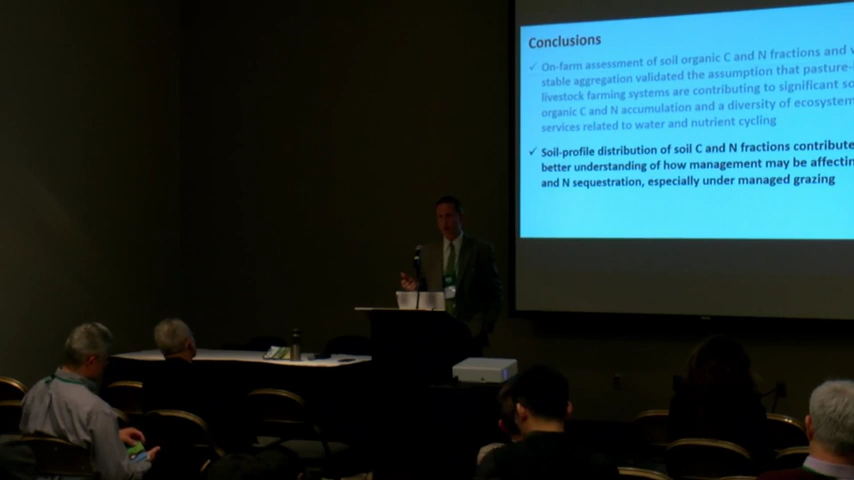 Conclusions
✓ On-farm assessment of soil organic C and N fractions and
stable aggregation validated the assumption that pasture-
livestock farming systems are contributing to significant
organic C and N accumulation and a diversity of ecosystem
services related to water and nutrient cycling
✓ Soil-profile distribution of soil C and N fractions contribute
better understanding of how management may be affectin
and N sequestration, especially under managed grazing